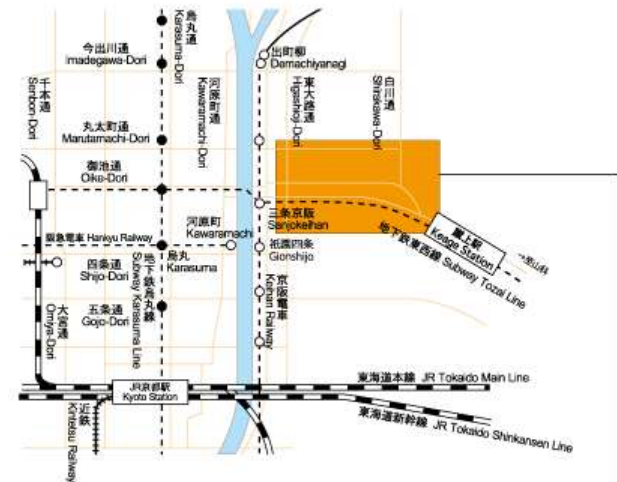 烏丸通
Karasuma-Dori
今出川通
Imadegawa-Dori
出町柳
Demachiyanagi
千本通
Senbon-Dori
河原町通
Kawaramachi-Dori
東大路通
Higashioji-Dori
白川通
Shirakawa-Dori
丸太町通
Marutamachi-Dori
御池通
Oike-Dori
三条京阪
Sanjokeihan
河原町
Kawaramachi
蹴上駅
Keage Station
阪急電車 Hankyu Railway
烏丸
Karasuma
祇園四条
Gionshijo
地下鉄東西線 Subway Tozai Line
四条通
Shijo-Dori
地下鉄烏丸線
Subway Karasuma Line
京阪電車
Keihan Railway
大宮通
Omiya-Dori
五条通
Gojo-Dori
東海道本線 JR Tokaido Main Line
JR京都駅
Kyoto Station
近鉄
Kintetsu Railway
東海道新幹線 JR Tokaido Shinkansen Line